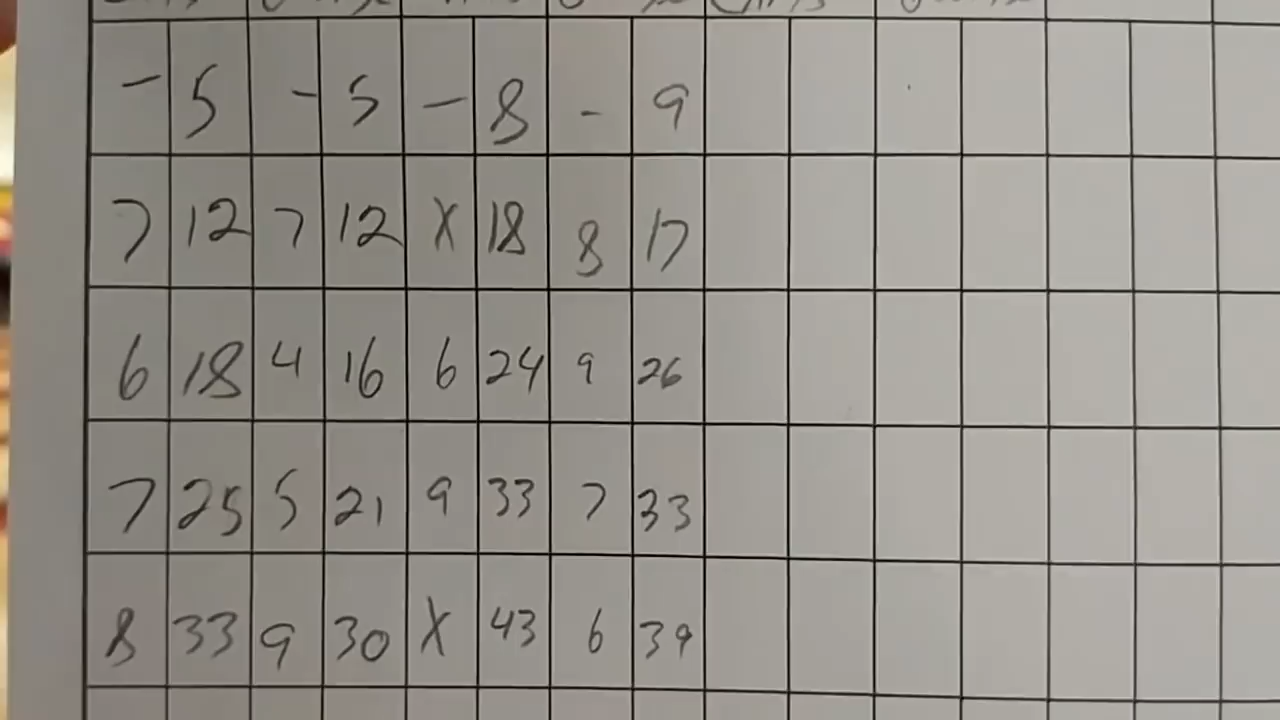 - 5 - 5 - 8 - 9
7 12 7 12 X 18 8 17
6 18 4 16 6 24 9 26
7 25 5 21 9 33 7 33
8 33 9 30 X 43 6 39